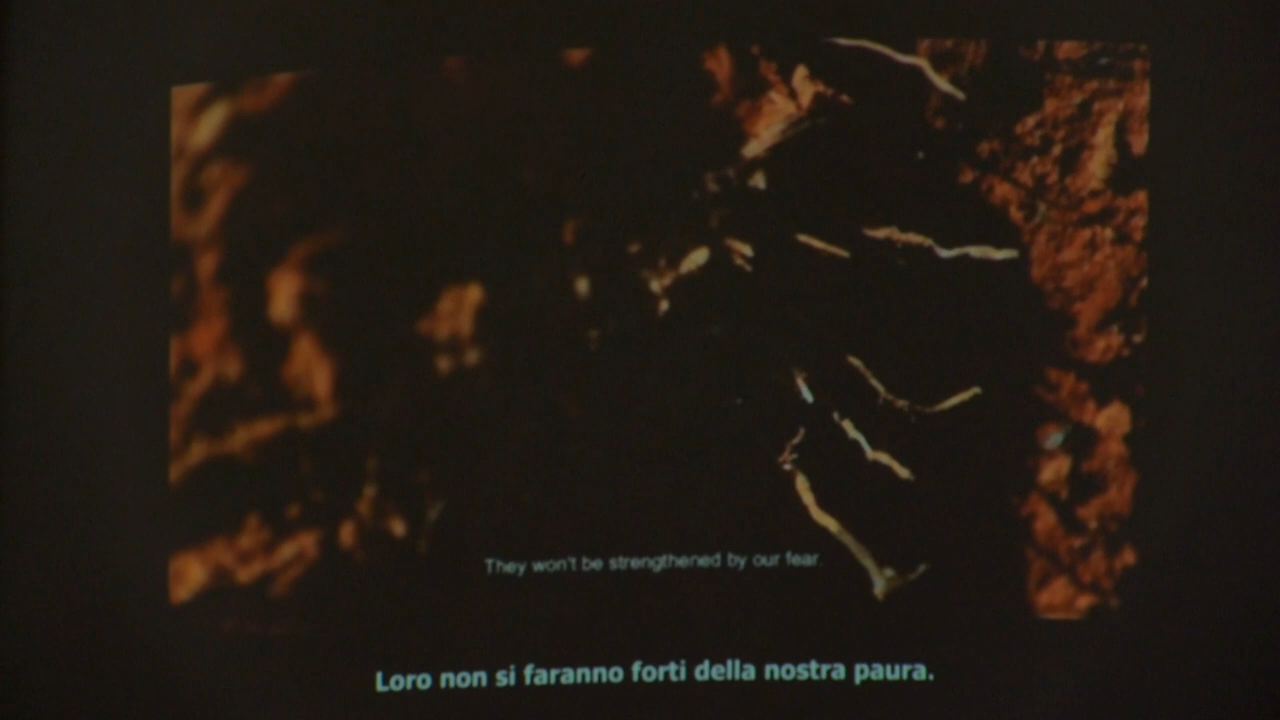 They won't be strengthened by our fear.
Loro non si faranno forti della nostra paura.